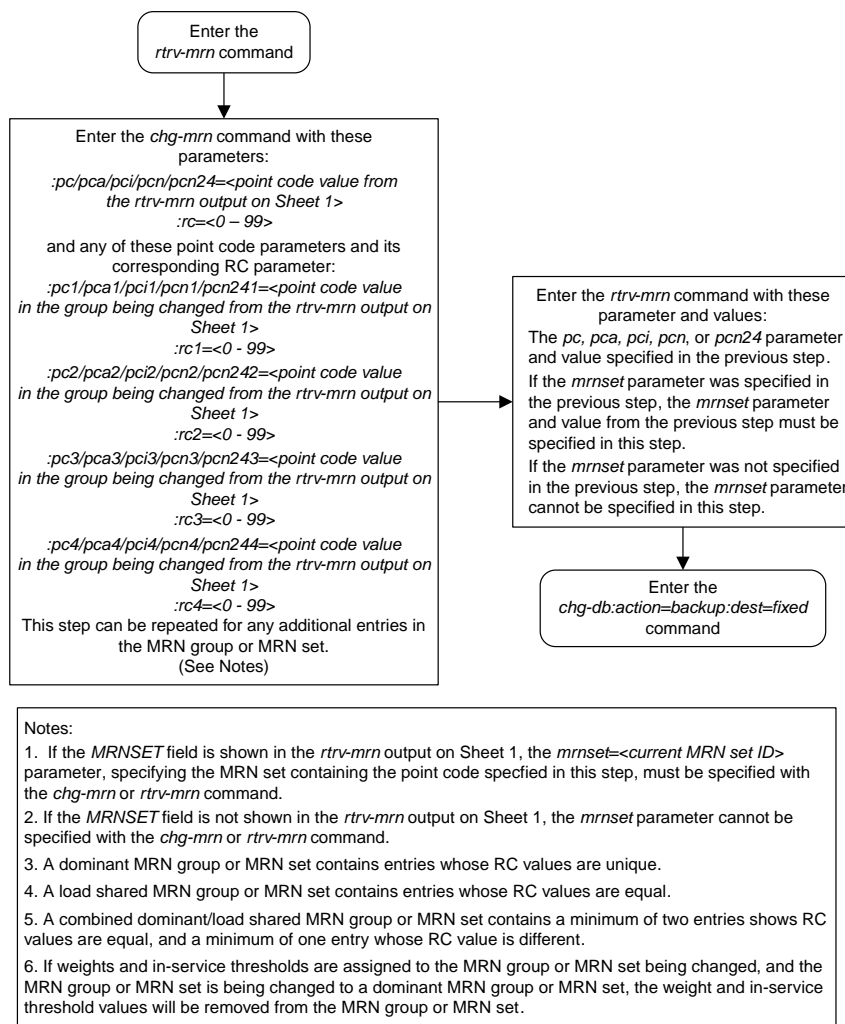 Enter the
rtrv-mrn command
Enter the chg-mrn command with these
parameters:
:pc/pca/pci/pcn/pcn24=<point code value from
the rtrv-mrn output on Sheet 1>
:rc=<0 – 99>
and any of these point code parameters and its
corresponding RC parameter:
:pc1/pca1/pci1/pcn1/pcn241=<point code value
in the group being changed from the rtrv-mrn output on
Sheet 1>
:rc1=<0 - 99>
:pc2/pca2/pci2/pcn2/pcn242=<point code value
in the group being changed from the rtrv-mrn output on
Sheet 1>
:rc2=<0 - 99>
:pc3/pca3/pci3/pcn3/pcn243=<point code value
in the group being changed from the rtrv-mrn output on
Sheet 1>
:rc3=<0 - 99>
:pc4/pca4/pci4/pcn4/pcn244=<point code value
in the group being changed from the rtrv-mrn output on
Sheet 1>
:rc4=<0 - 99>
This step can be repeated for any additional entries in
the MRN group or MRN set.
(See Notes)
Enter the rtrv-mrn command with these
parameter and values:
The pc, pca, pci, pcn, or pcn24 parameter
and value specified in the previous step.
If the mrnset parameter was specified in
the previous step, the mrnset parameter
and value from the previous step must be
specified in this step.
If the mrnset parameter was not specified
in the previous step, the mrnset parameter
cannot be specified in this step.
Enter the
chg-db:action=backup:dest=fixed
command
Notes:
1. If the MRNSET field is shown in the rtrv-mrn output on Sheet 1, the mrnset=<current MRN set ID>
parameter, specifying the MRN set containing the point code specfied in this step, must be specified with
the chg-mrn or rtrv-mrn command.
2. If the MRNSET field is not shown in the rtrv-mrn output on Sheet 1, the mrnset parameter cannot be
specified with the chg-mrn or rtrv-mrn command.
3. A dominant MRN group or MRN set contains entries whose RC values are unique.
4. A load shared MRN group or MRN set contains entries whose RC values are equal.
5. A combined dominant/load shared MRN group or MRN set contains a minimum of two entries shows RC
values are equal, and a minimum of one entry whose RC value is different.
6. If weights and in-service thresholds are assigned to the MRN group or MRN set being changed, and the
MRN group or MRN set is being changed to a dominant MRN group or MRN set, the weight and in-service
threshold values will be removed from the MRN group or MRN set.